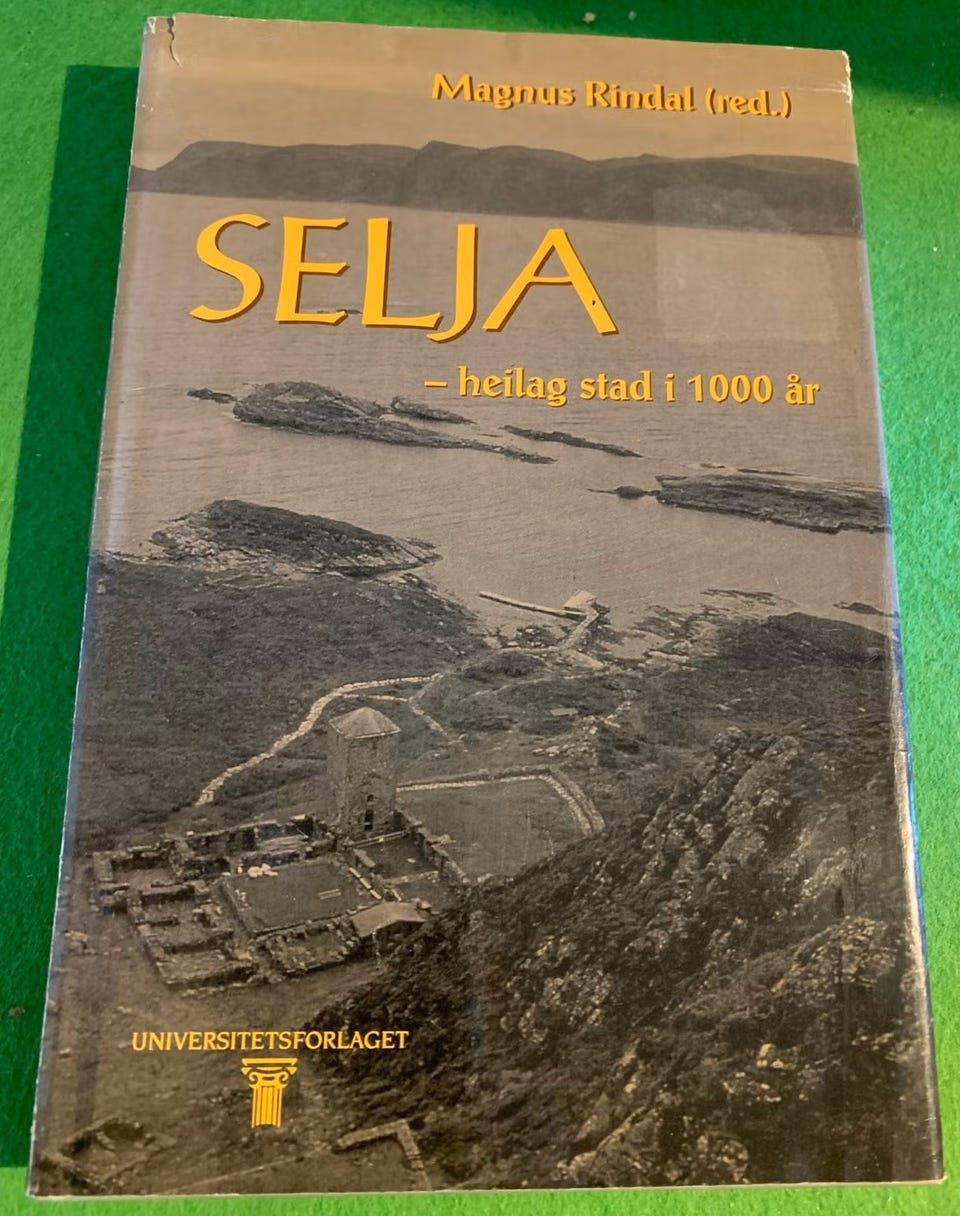 Magnus Rindal (red.)
SELJA
– heilag stad i 1000 år
UNIVERSITETSFORLAGET